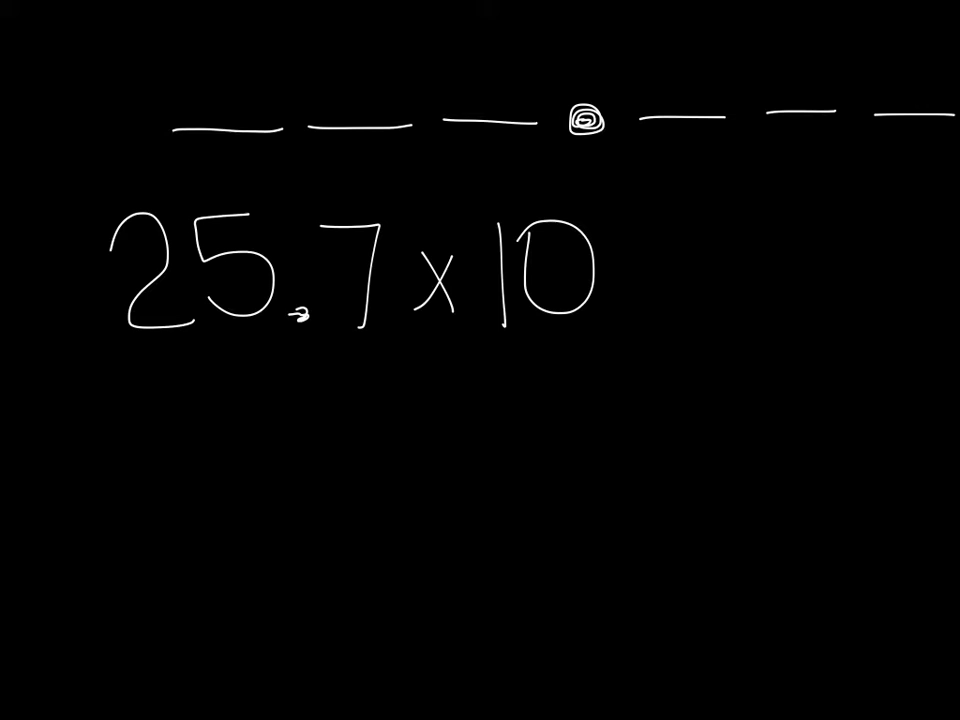 _ _ _ . _ _ _
25.7 x 10